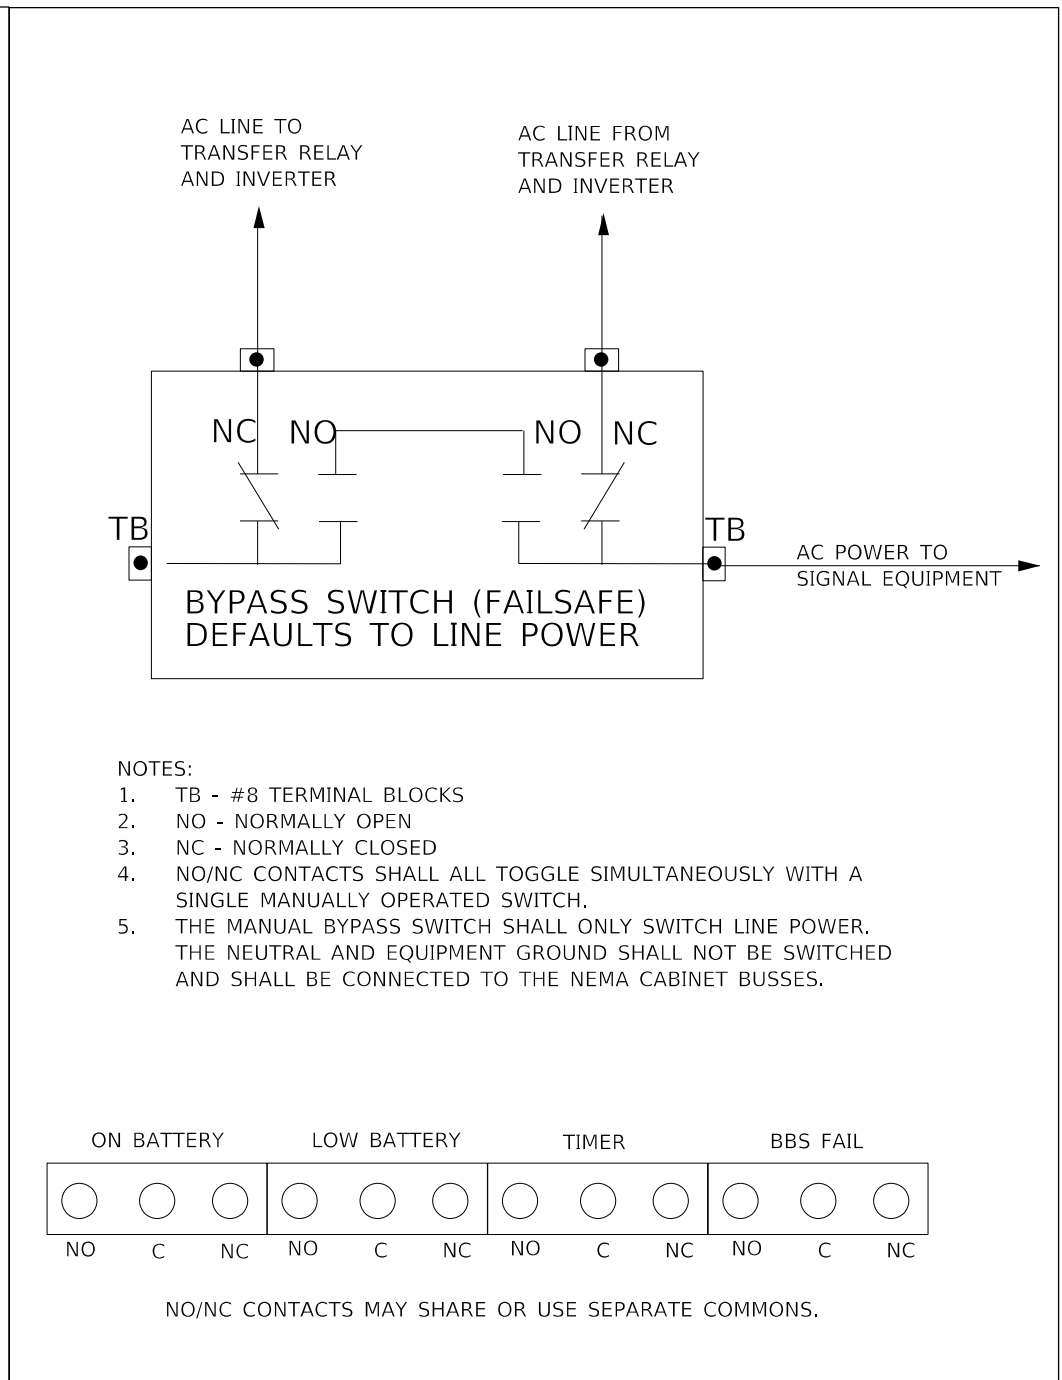 AC LINE TO
TRANSFER RELAY
AND INVERTER
AC LINE FROM
TRANSFER RELAY
AND INVERTER
NC NO NO NC
TB
TB
AC POWER TO
SIGNAL EQUIPMENT
BYPASS SWITCH (FAILSAFE)
DEFAULTS TO LINE POWER
NOTES:
1. TB - #8 TERMINAL BLOCKS
2. NO - NORMALLY OPEN
3. NC - NORMALLY CLOSED
4. NO/NC CONTACTS SHALL ALL TOGGLE SIMULTANEOUSLY WITH A
SINGLE MANUALLY OPERATED SWITCH.
5. THE MANUAL BYPASS SWITCH SHALL ONLY SWITCH LINE POWER.
THE NEUTRAL AND EQUIPMENT GROUND SHALL NOT BE SWITCHED
AND SHALL BE CONNECTED TO THE NEMA CABINET BUSSES.
ON BATTERY LOW BATTERY TIMER BBS FAIL
NO C NC NO C NC NO C NC NO C NC
NO/NC CONTACTS MAY SHARE OR USE SEPARATE COMMONS.